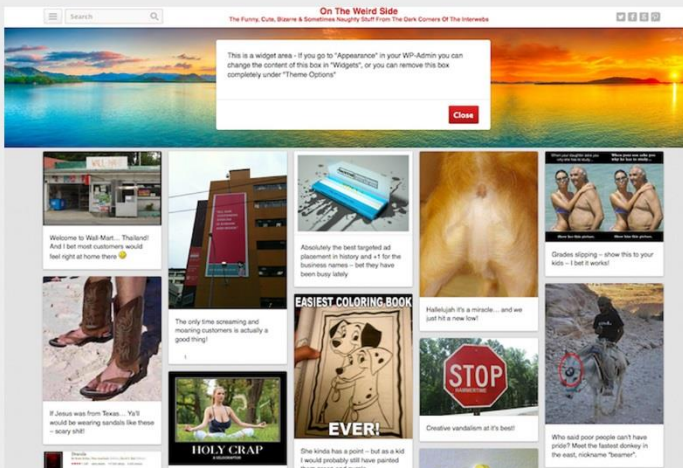 Search
On The Weird Side
The Funny, Cute, Bizarre & Sometimes Naughty Stuff From The Dark Corners Of The Interwebs
This is a widget area - If you go to "Appearance" in your WP-Admin you can
change the content of this box in "Widgets", or you can remove this box
completely under "Theme Options"
Close
WALL MART
Welcome to Wall-Mart... Thailand!
And I bet most customers would
feel right at home there
If Jesus was from Texas... Ya'll
would be wearing sandals like these
– scary shit!
The only time screaming and
moaning customers is actually a
good thing!
HOLY CRAP
Absolutely the best targeted ad
placement in history and +1 for the
business names – bet they have
been busy lately
EASIEST COLORING BOOK
EVER!
She kinda has a point – but as a kid
I would probably still have painted
Hallelujah it's a miracle... and we
just hit a new low!
STOP
HAMMERTIME
Creative vandalism at it's best!
Grades slipping – show this to your
kids – I bet it works!
Who said poor people can't have
pride? Meet the fastest donkey in
the east, nickname "beamer".